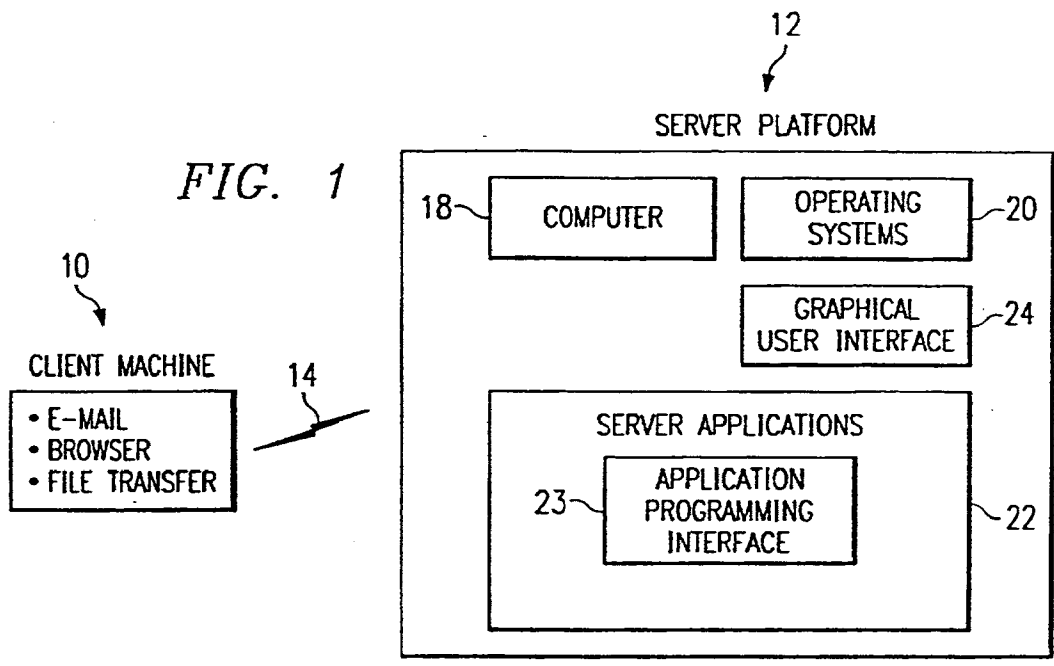 12
SERVER PLATFORM
FIG. 1
18
COMPUTER
OPERATING
SYSTEMS
20
GRAPHICAL
USER INTERFACE
24
10
CLIENT MACHINE
• E-MAIL
• BROWSER
• FILE TRANSFER
14
SERVER APPLICATIONS
23
APPLICATION
PROGRAMMING
INTERFACE
22